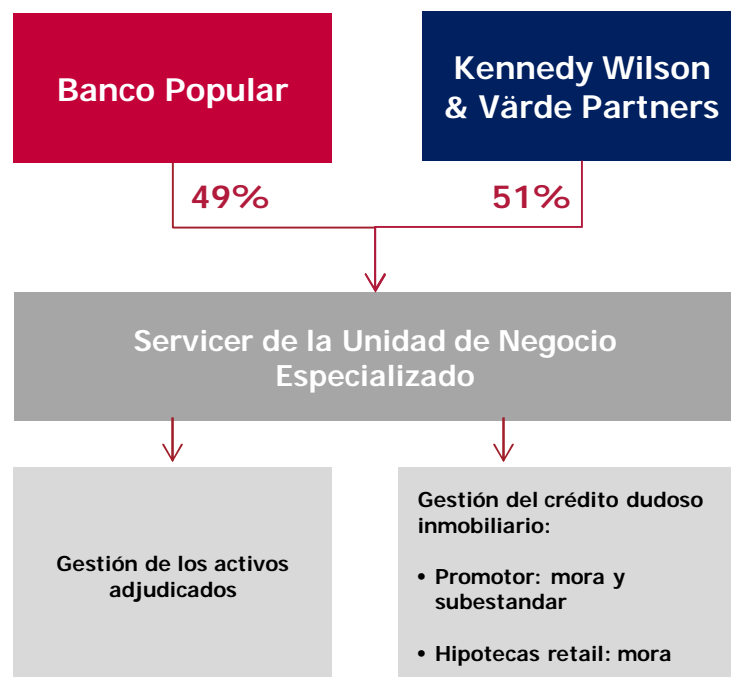 Banco Popular
Kennedy Wilson
& Värde Partners
49%
51%
Servicer de la Unidad de Negocio
Especializado
Gestión de los activos
adjudicados
Gestión del crédito dudoso
inmobiliario:
• Promotor: mora y
subestandar
• Hipotecas retail: mora